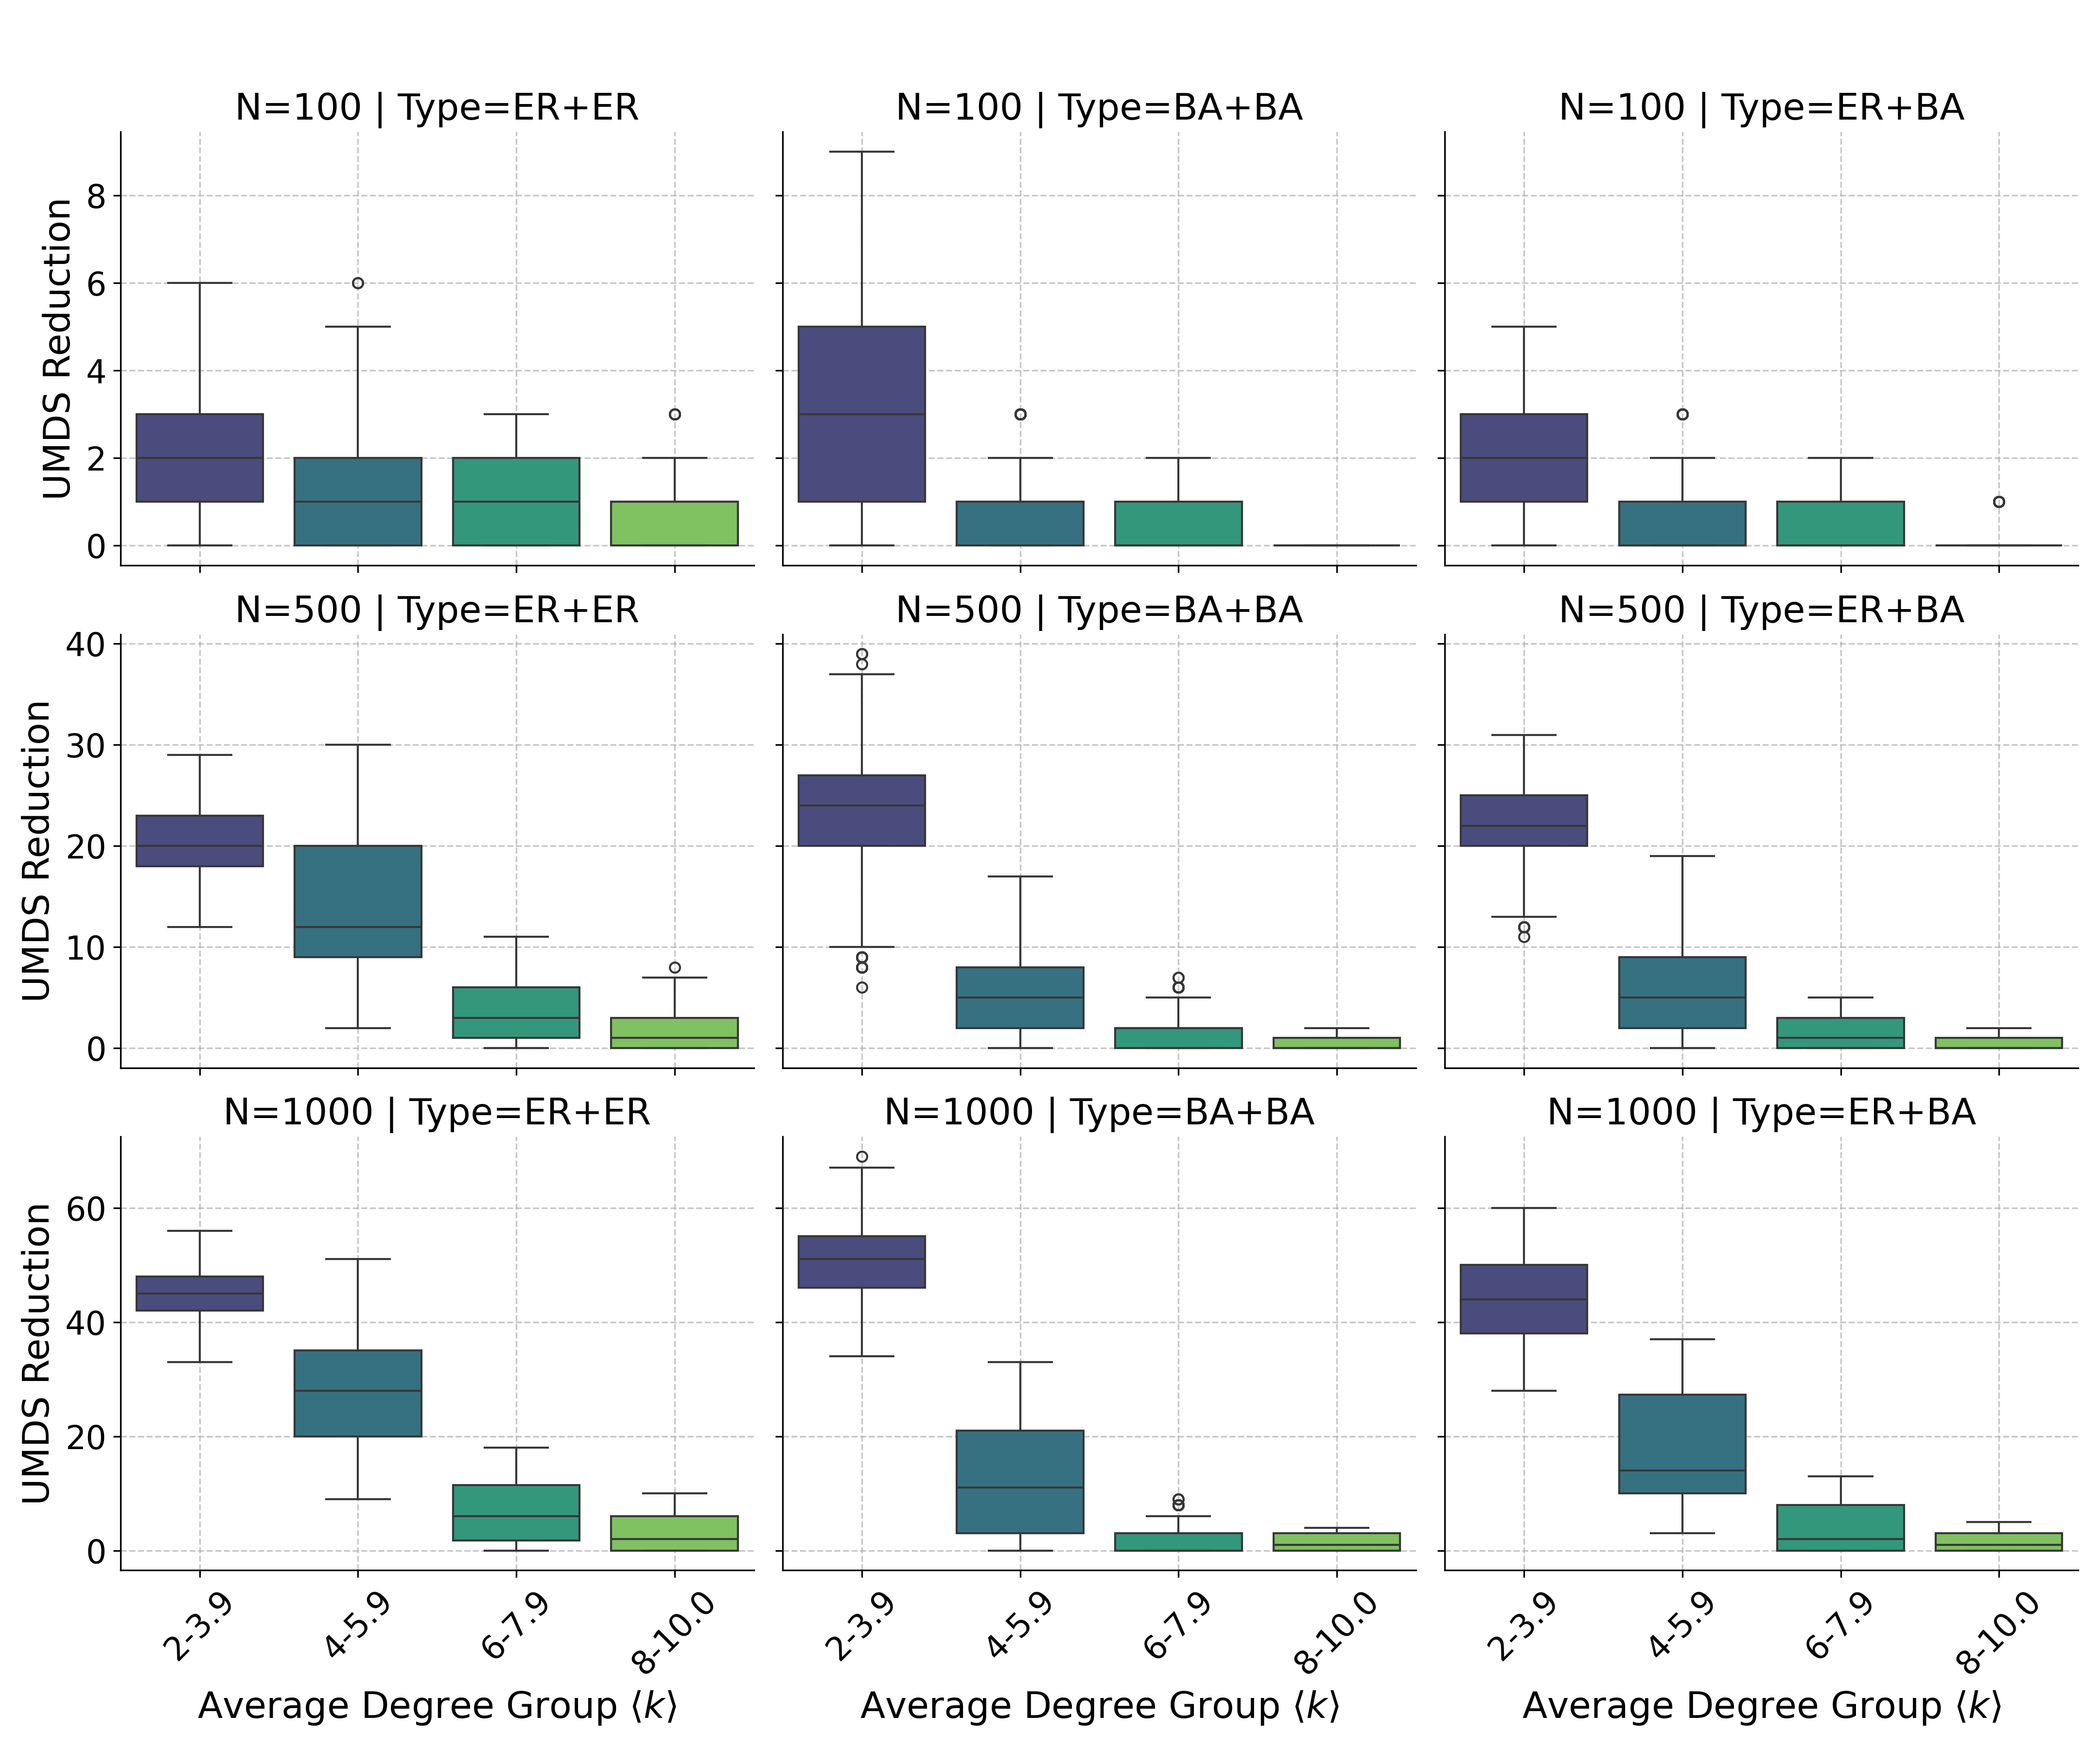 N=100 | Type=ER+ER
N=100 | Type=BA+BA
N=100 | Type=ER+BA
UMDS Reduction
8
6
4
2
0
N=500 | Type=ER+ER
N=500 | Type=BA+BA
N=500 | Type=ER+BA
UMDS Reduction
40
30
20
10
0
N=1000 | Type=ER+ER
N=1000 | Type=BA+BA
N=1000 | Type=ER+BA
UMDS Reduction
60
40
20
0
2-3.9 4-5.9 6-7.9 8-10.0
2-3.9 4-5.9 6-7.9 8-10.0
2-3.9 4-5.9 6-7.9 8-10.0
Average Degree Group ⟨k⟩
Average Degree Group ⟨k⟩
Average Degree Group ⟨k⟩